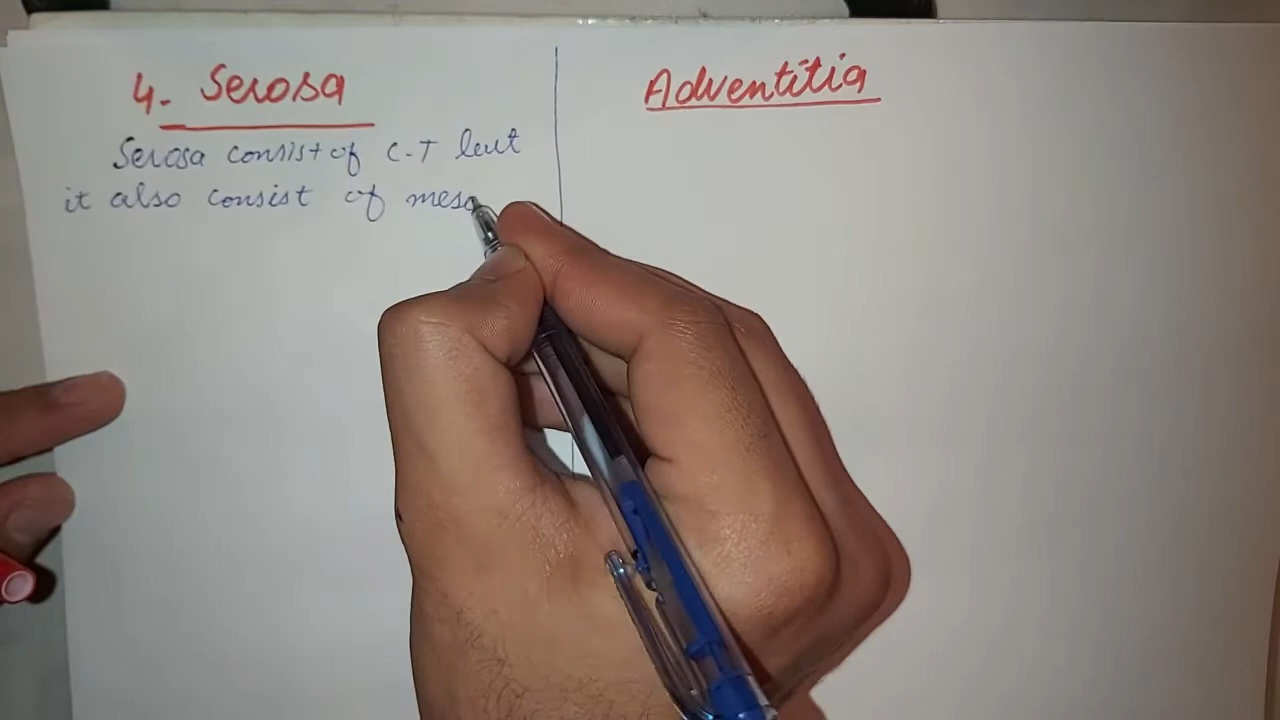 4. Serosa
Serosa consist of C.T but
it also consist of meso
Adventitia